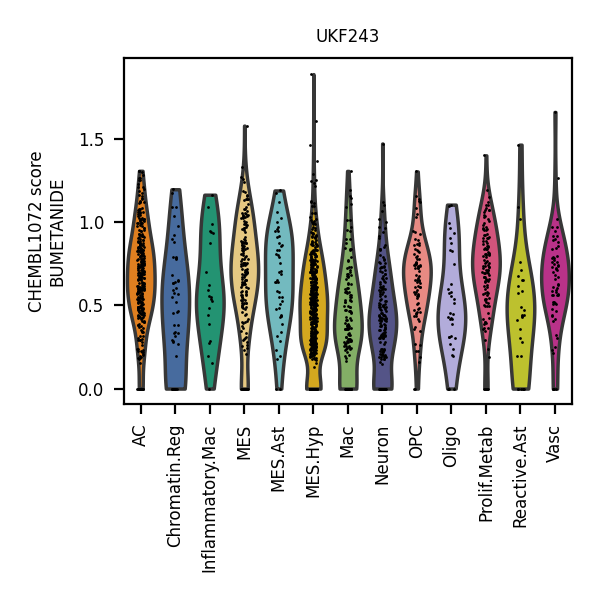 UKF243
CHEMBL1072 score
BUMETANIDE
1.5
1.0
0.5
0.0
AC
Chromatin.Reg
Inflammatory.Mac
MES
MES.Ast
MES.Hyp
Mac
Neuron
OPC
Oligo
Prolif.Metab
Reactive.Ast
Vasc